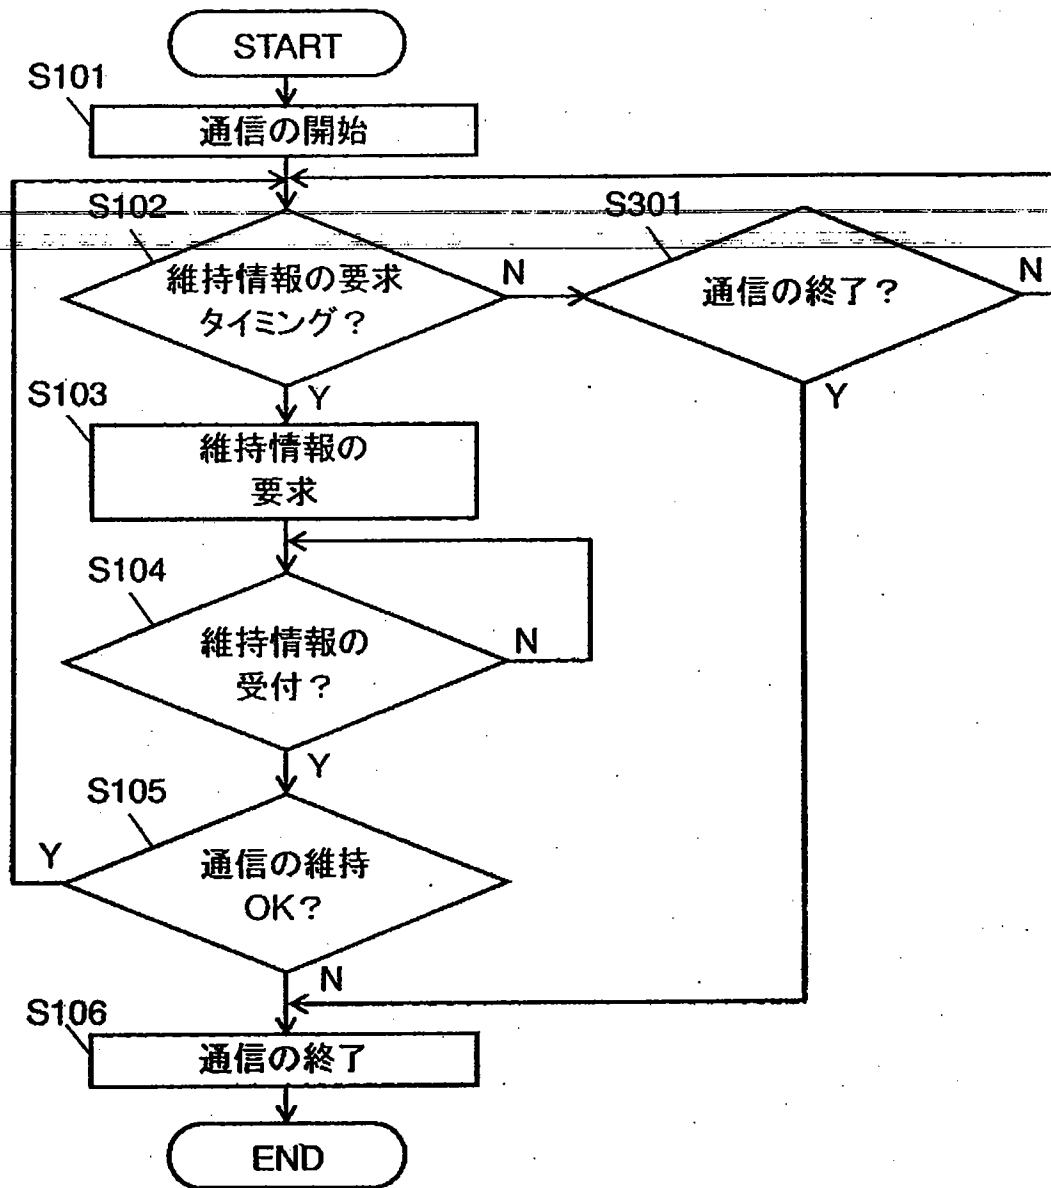 START
S101
通信の開始
S102
維持情報の要求
タイミング?
N
Y
S301
通信の終了?
N
Y
S103
維持情報の
要求
S104
維持情報の
受付?
N
Y
S105
通信の維持
OK?
Y
N
S106
通信の終了
END